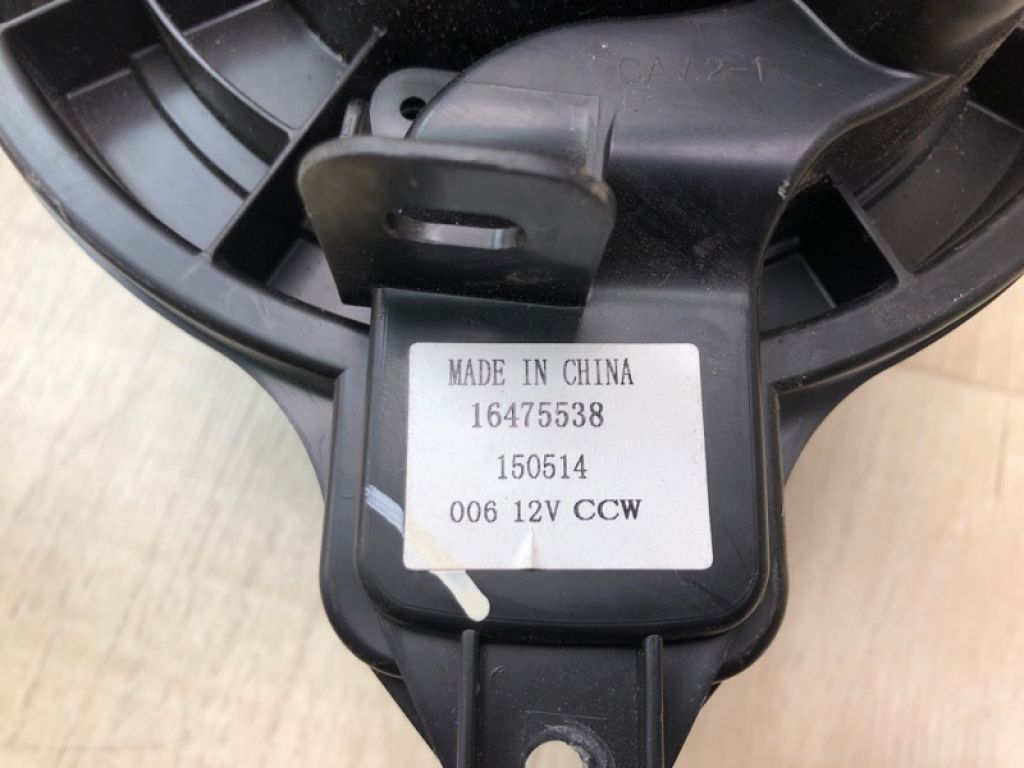 CAV.2-1
MADE IN CHINA
16475538
150514
006 12V CCW